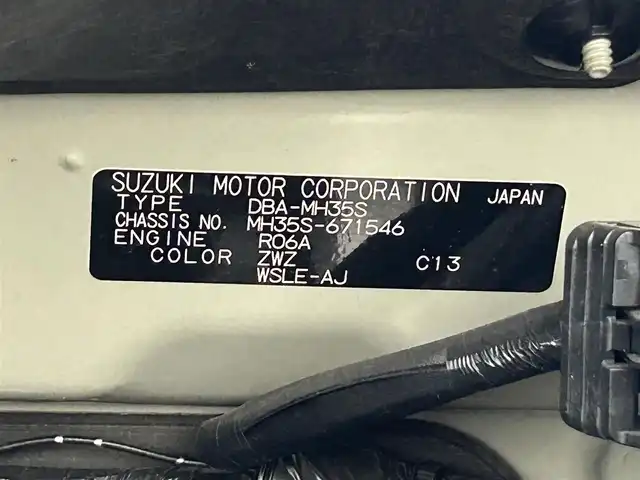 SUZUKI MOTOR CORPORATION JAPAN
TYPE DBA-MH35S
CHASSIS NO. MH35S-671546
ENGINE R06A
COLOR ZWZ C13
WSLE-AJ